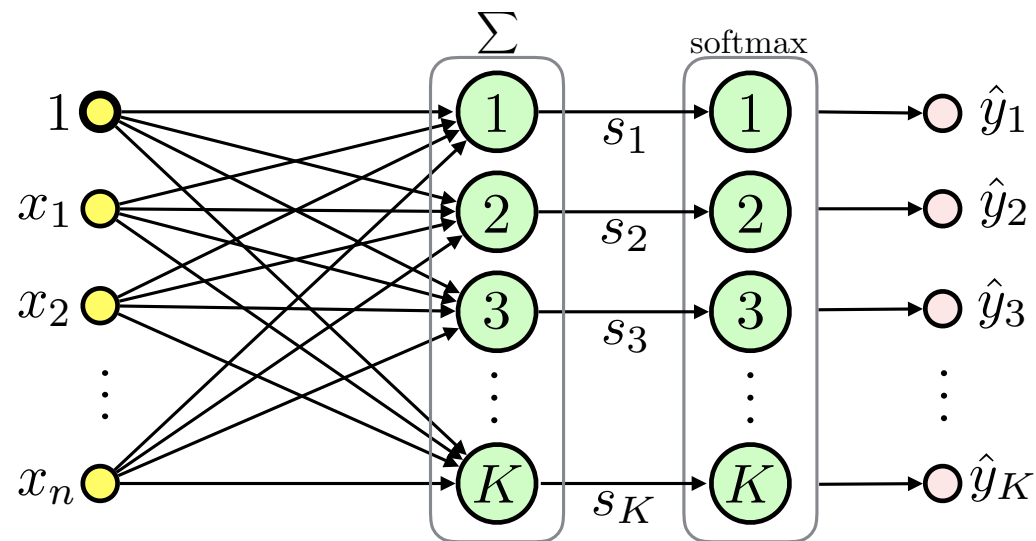 Σ softmax
1 1 s₁ 1 ŷ₁
x₁ 2 s₂ 2 ŷ₂
x₂ 3 s₃ 3 ŷ₃
⋮ ⋮ ⋮ ⋮
xₙ K s_K K ŷ_K